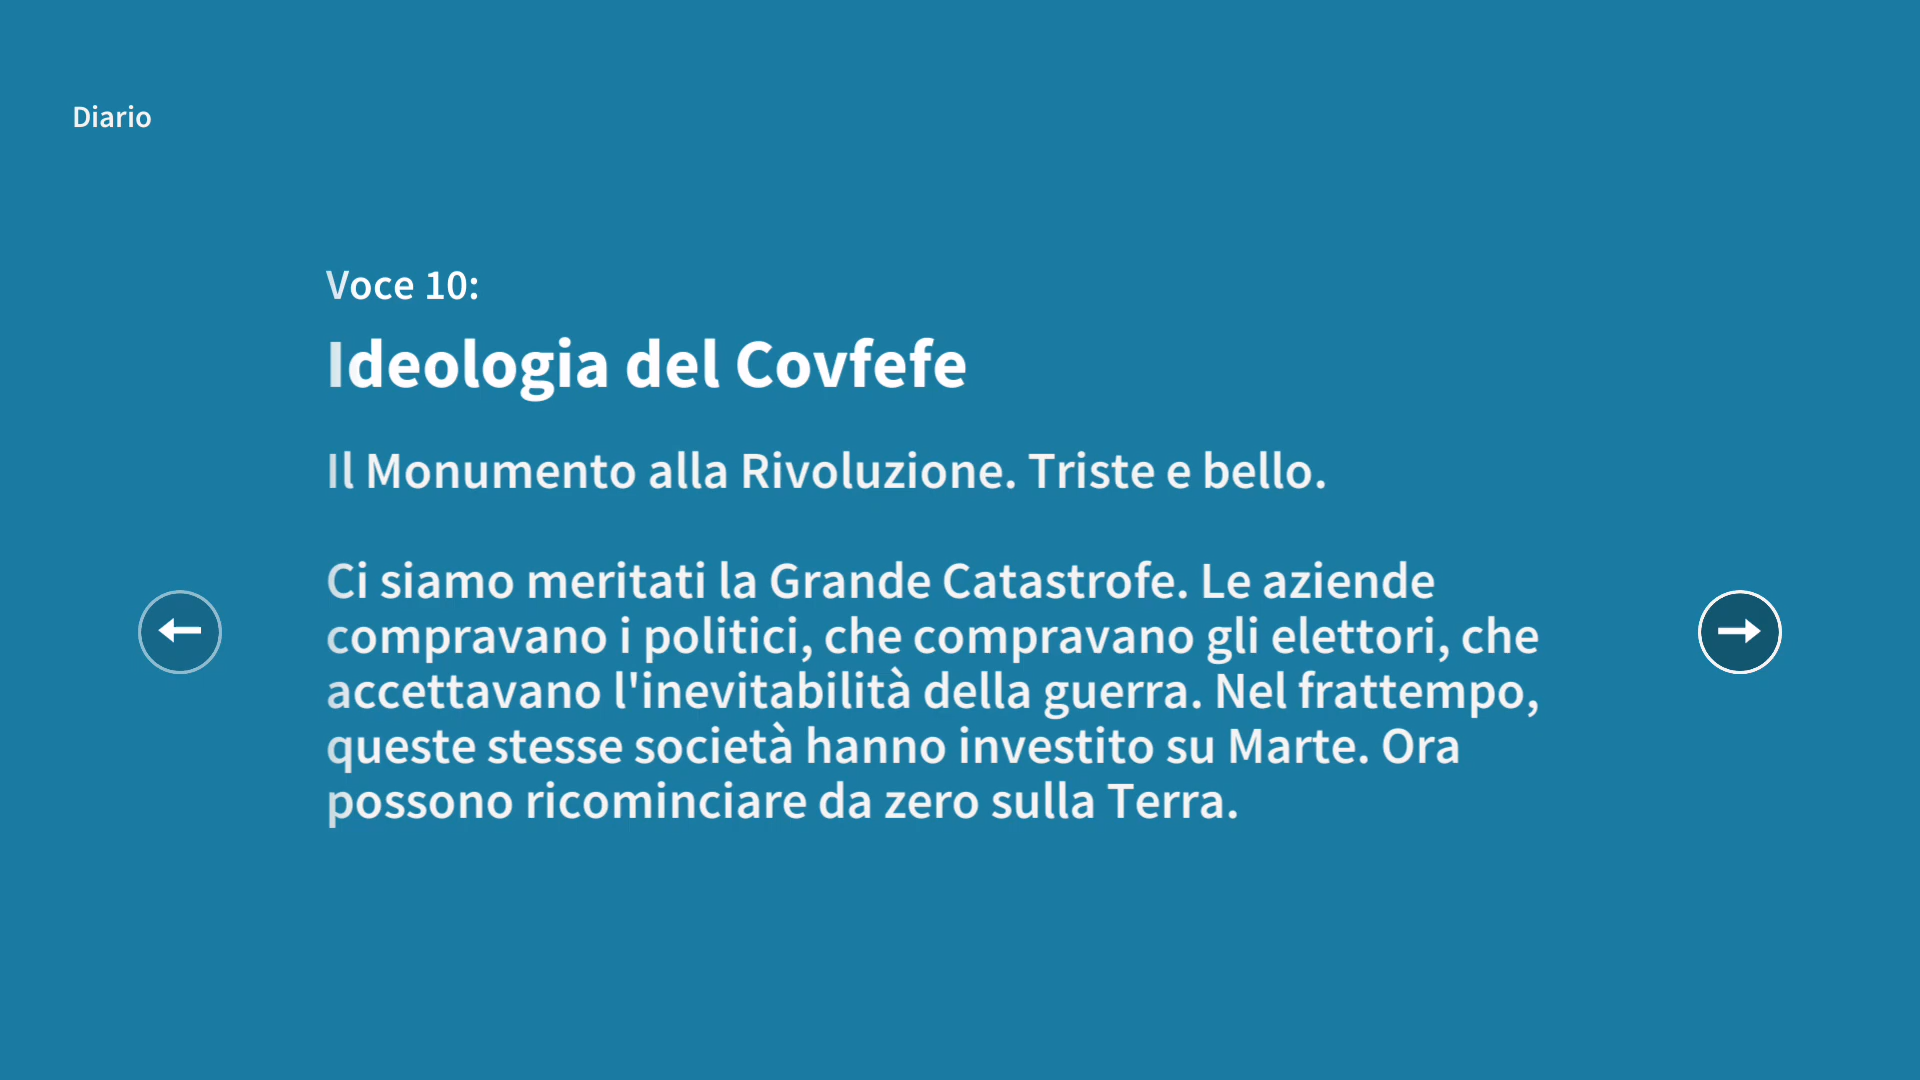 Diario
Voce 10:
Ideologia del Covfefe
Il Monumento alla Rivoluzione. Triste e bello.
Ci siamo meritati la Grande Catastrofe. Le aziende
compravano i politici, che compravano gli elettori, che
accettavano l'inevitabilità della guerra. Nel frattempo,
queste stesse società hanno investito su Marte. Ora
possono ricominciare da zero sulla Terra.